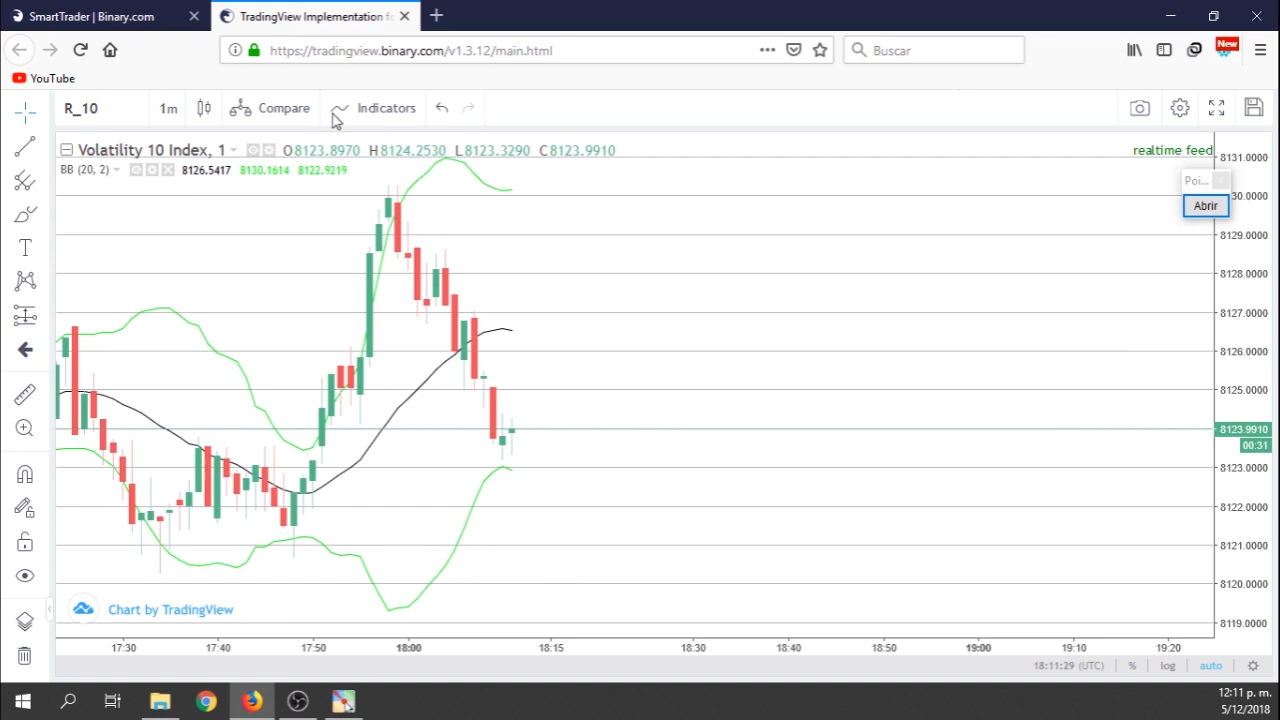 SmartTrader | Binary.com
TradingView Implementation fo
https://tradingview.binary.com/v1.3.12/main.html
Buscar
New
YouTube
R_10 1m Compare Indicators
Volatility 10 Index, 1 O8123.8970 H8124.2530 L8123.3290 C8123.9910 realtime feed
BB (20, 2) 8126.5417 8130.1614 8122.9219
Poi...
Abrir
8131.0000
30.0000
8129.0000
8128.0000
8127.0000
8126.0000
8125.0000
8123.9910
00:31
8123.0000
8122.0000
8121.0000
8120.0000
8119.0000
Chart by TradingView
17:30 17:40 17:50 18:00 18:15 18:30 18:40 18:50 19:00 19:10 19:20
18:11:29 (UTC) % log auto
12:11 p. m.
5/12/2018